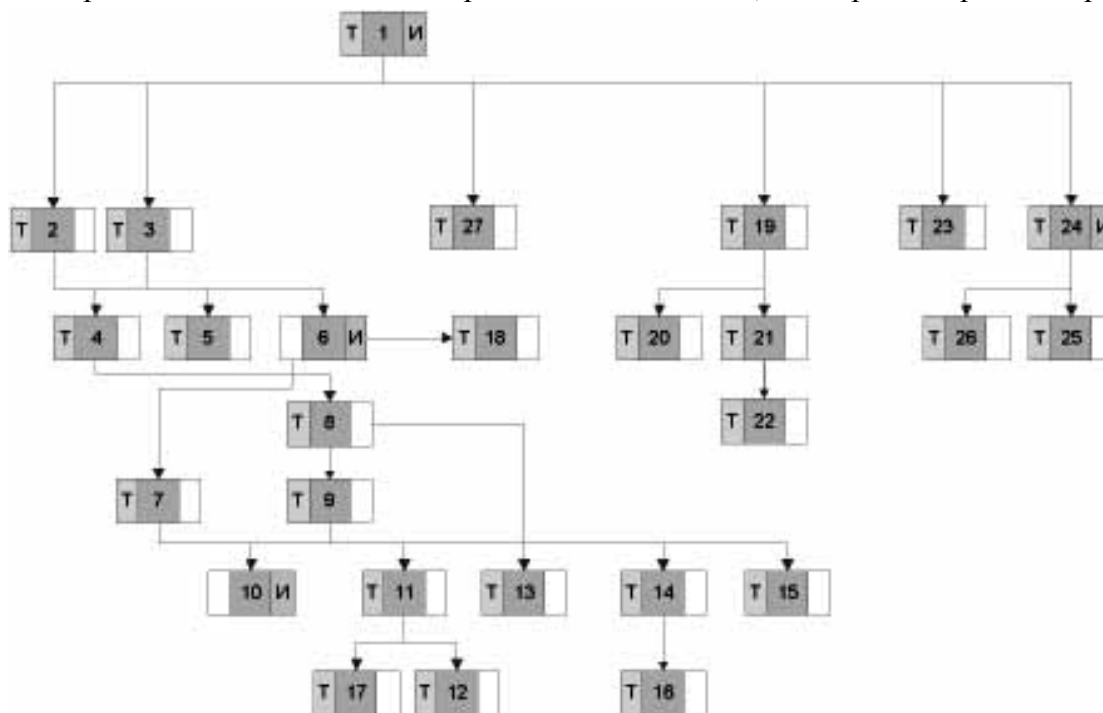 Т 1 И
Т 2
Т 3
Т 27
Т 19
Т 23
Т 24 И
Т 4
Т 5
6 И
Т 18
Т 20
Т 21
Т 26
Т 25
Т 8
Т 22
Т 7
Т 9
10 И
Т 11
Т 13
Т 14
Т 15
Т 17
Т 12
Т 16